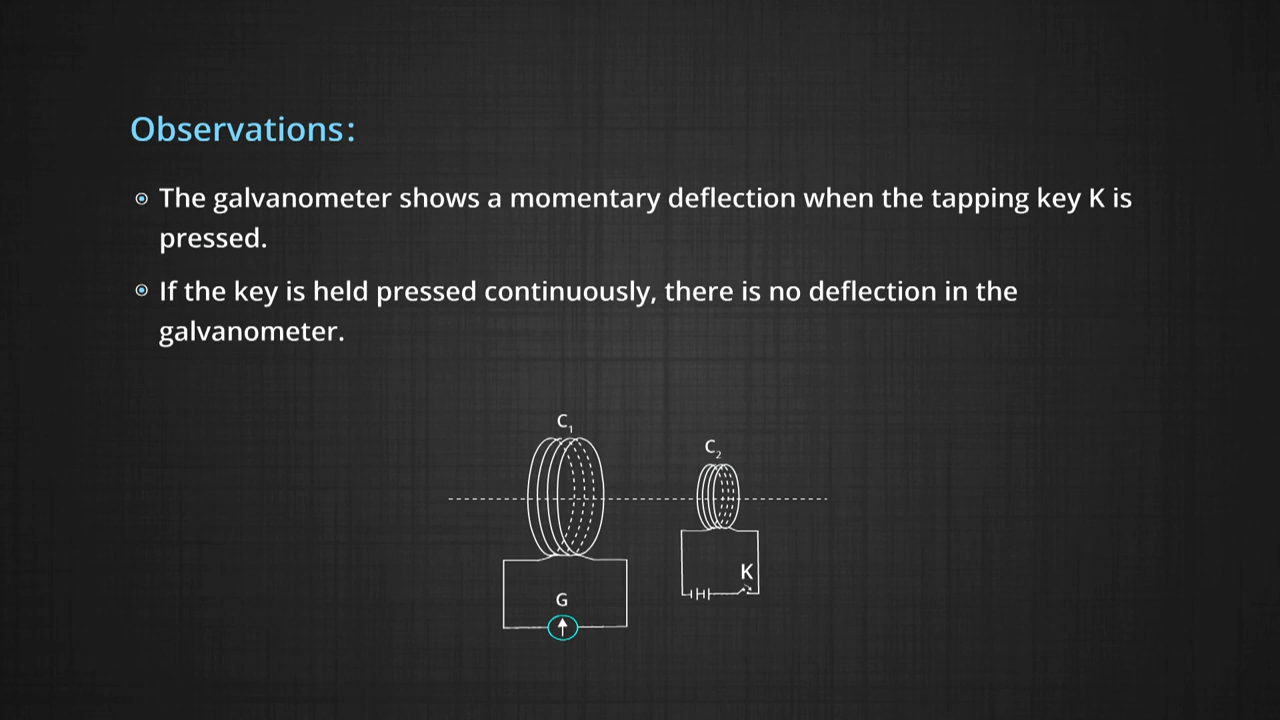 Observations:
The galvanometer shows a momentary deflection when the tapping key K is
pressed.
If the key is held pressed continuously, there is no deflection in the
galvanometer.
C₁
C₂
K
G